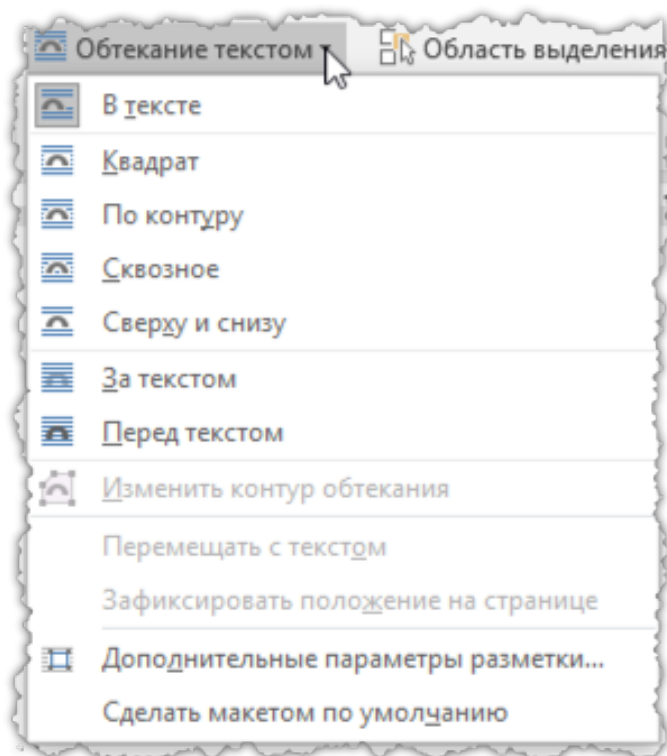 Обтекание текстом Область выделения
В тексте
Квадрат
По контуру
Сквозное
Сверху и снизу
За текстом
Перед текстом
Изменить контур обтекания
Перемещать с текстом
Зафиксировать положение на странице
Дополнительные параметры разметки...
Сделать макетом по умолчанию